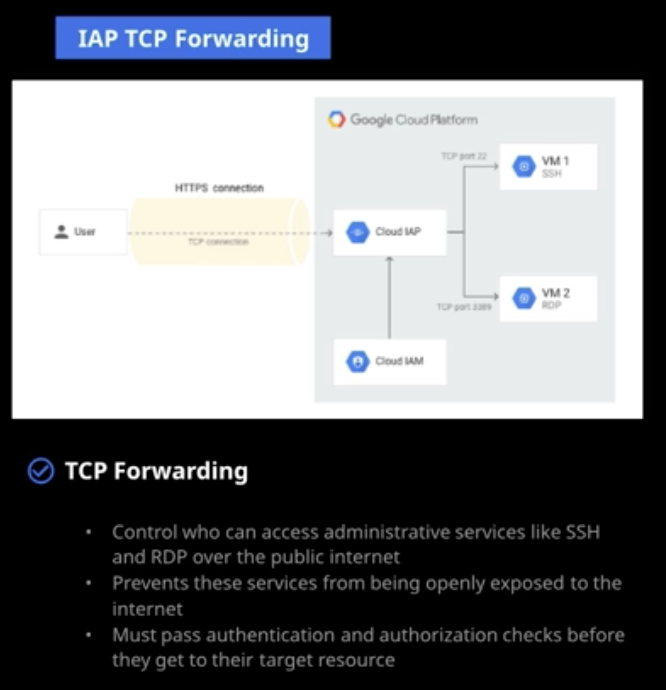 IAP TCP Forwarding
Google Cloud Platform
TCP port 22
VM 1
SSH
HTTPS connection
User
TCP connection
Cloud IAP
VM 2
RDP
TCP port 3389
Cloud IAM
TCP Forwarding
• Control who can access administrative services like SSH
and RDP over the public internet
• Prevents these services from being openly exposed to the
internet
• Must pass authentication and authorization checks before
they get to their target resource